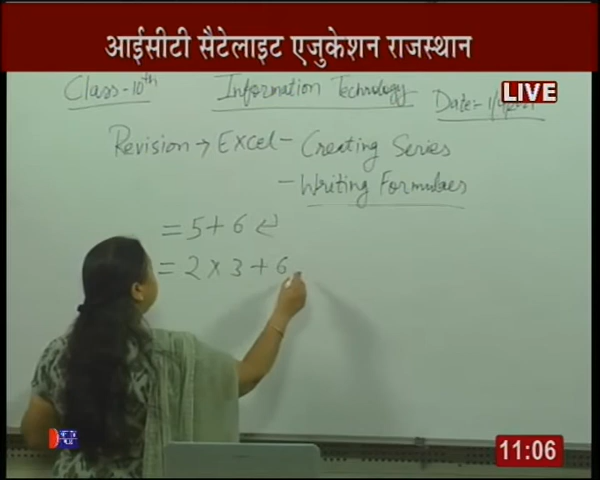 आईसीटी सैटेलाइट एजुकेशन राजस्थान
Class-10th Information Technology Date:-
LIVE
Revision → Excel - Creating Series
- Writing Formulaes
= 5 + 6 ↵
= 2 × 3 + 6
11:06